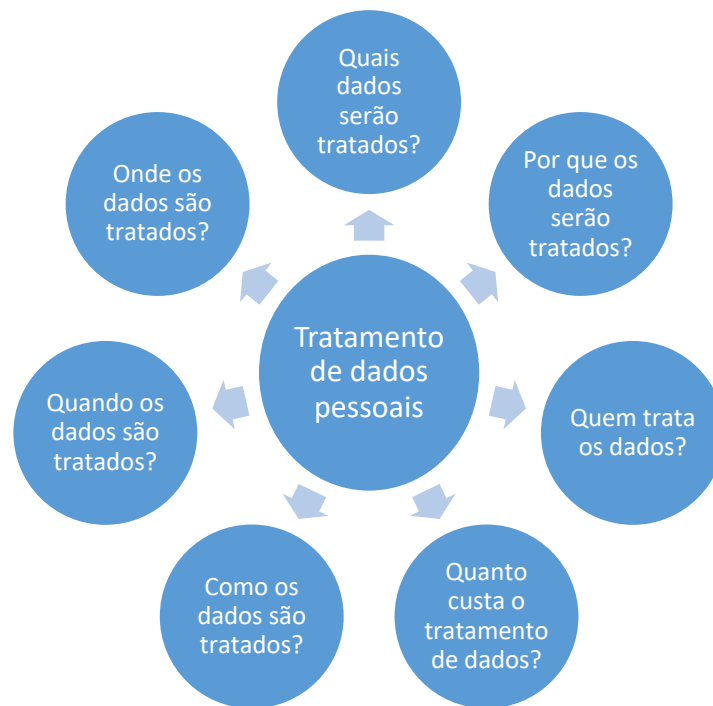 Quais
dados
serão
tratados?
Por que os
dados
serão
tratados?
Onde os
dados são
tratados?
Tratamento
de dados
pessoais
Quando os
dados são
tratados?
Quem trata
os dados?
Como os
dados são
tratados?
Quanto
custa o
tratamento
de dados?